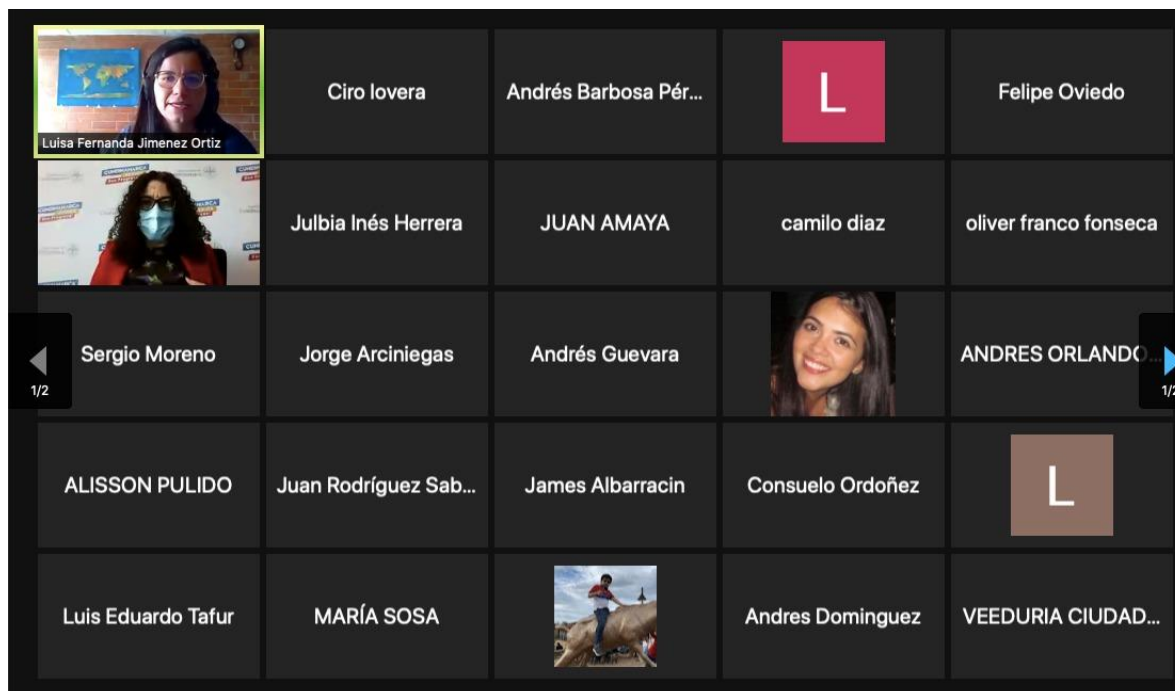 Luisa Fernanda Jimenez Ortiz
Ciro lovera
Andrés Barbosa Pér...
L
Felipe Oviedo
CUNDINAMARCA
Julbia Inés Herrera
JUAN AMAYA
camilo diaz
oliver franco fonseca
Sergio Moreno
Jorge Arciniegas
Andrés Guevara
ANDRES ORLANDO...
1/2
1/2
ALISSON PULIDO
Juan Rodríguez Sab...
James Albarracin
Consuelo Ordoñez
L
Luis Eduardo Tafur
MARÍA SOSA
Andres Dominguez
VEEDURIA CIUDAD...